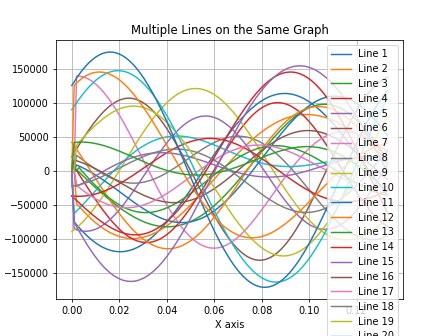 Multiple Lines on the Same Graph
150000
100000
50000
0
−50000
−100000
−150000
0.00
0.02
0.04
0.06
0.08
0.10
X axis
Line 1
Line 2
Line 3
Line 4
Line 5
Line 6
Line 7
Line 8
Line 9
Line 10
Line 11
Line 12
Line 13
Line 14
Line 15
Line 16
Line 17
Line 18
Line 19
Line 20